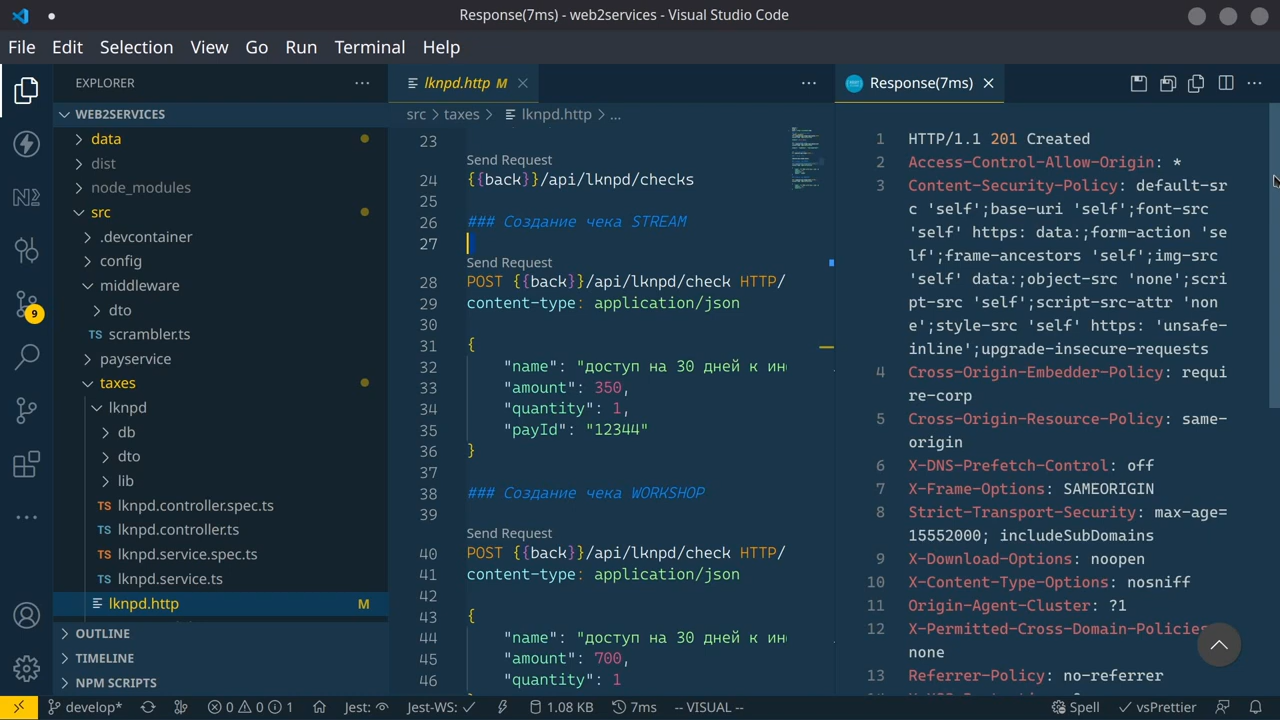 Response(7ms) - web2services - Visual Studio Code
File Edit Selection View Go Run Terminal Help
EXPLORER
WEB2SERVICES
data
dist
node_modules
src
.devcontainer
config
middleware
dto
scrambler.ts
payservice
taxes
lknpd
db
dto
lib
lknpd.controller.spec.ts
lknpd.controller.ts
lknpd.service.spec.ts
lknpd.service.ts
lknpd.http M
OUTLINE
TIMELINE
NPM SCRIPTS
9
lknpd.http M
src > taxes > lknpd.http > ...
23
Send Request
24 {{back}}/api/lknpd/checks
25
26 ### Создание чека STREAM
27
Send Request
28 POST {{back}}/api/lknpd/check HTTP/
29 content-type: application/json
30
31 {
32 "name": "доступ на 30 дней к ин
33 "amount": 350,
34 "quantity": 1,
35 "payId": "12344"
36 }
37
38 ### Создание чека WORKSHOP
39
Send Request
40 POST {{back}}/api/lknpd/check HTTP/
41 content-type: application/json
42
43 {
44 "name": "доступ на 30 дней к ин
45 "amount": 700,
46 "quantity": 1
Response(7ms)
1 HTTP/1.1 201 Created
2 Access-Control-Allow-Origin: *
3 Content-Security-Policy: default-sr
c 'self';base-uri 'self';font-src
'self' https: data:;form-action 'se
lf';frame-ancestors 'self';img-src
'self' data:;object-src 'none';scri
pt-src 'self';script-src-attr 'non
e';style-src 'self' https: 'unsafe-
inline';upgrade-insecure-requests
4 Cross-Origin-Embedder-Policy: requi
re-corp
5 Cross-Origin-Resource-Policy: same-
origin
6 X-DNS-Prefetch-Control: off
7 X-Frame-Options: SAMEORIGIN
8 Strict-Transport-Security: max-age=
15552000; includeSubDomains
9 X-Download-Options: noopen
10 X-Content-Type-Options: nosniff
11 Origin-Agent-Cluster: ?1
12 X-Permitted-Cross-Domain-Policies
none
13 Referrer-Policy: no-referrer
develop* 0 0 1 Jest: Jest-WS: 1.08 KB 7ms -- VISUAL -- Spell vsPrettier